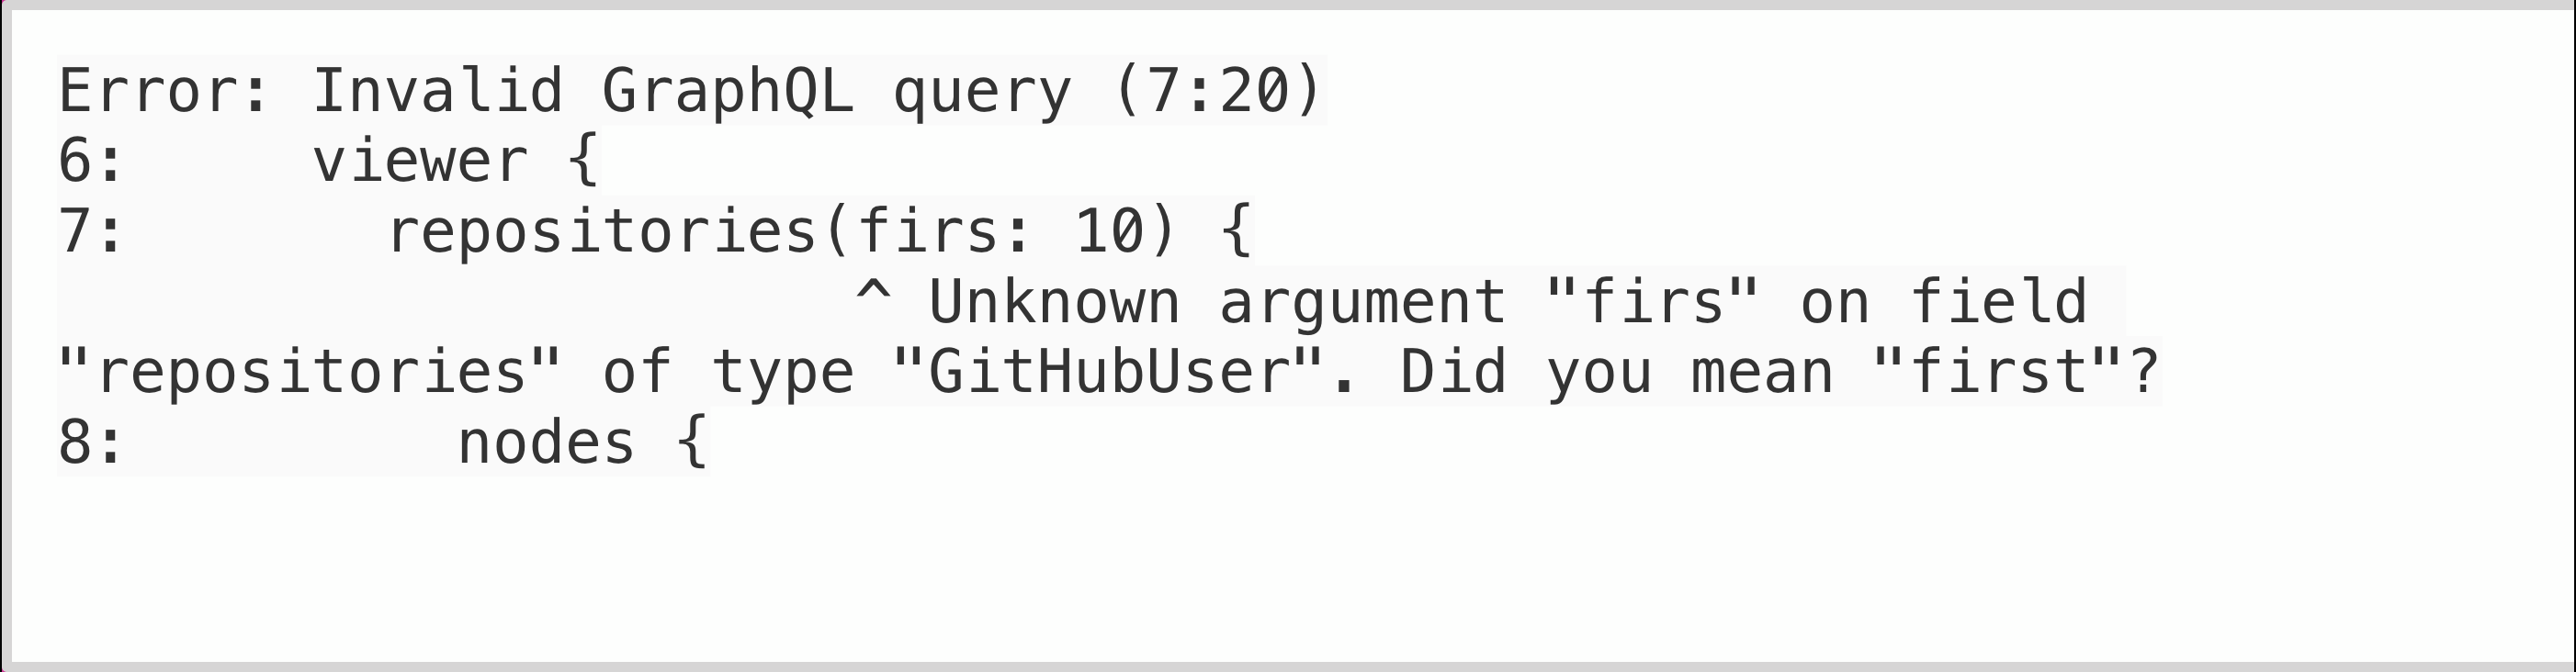 Error: Invalid GraphQL query (7:20)
6:     viewer {
7:       repositories(firs: 10) {
                      ^ Unknown argument "firs" on field
"repositories" of type "GitHubUser". Did you mean "first"?
8:         nodes {